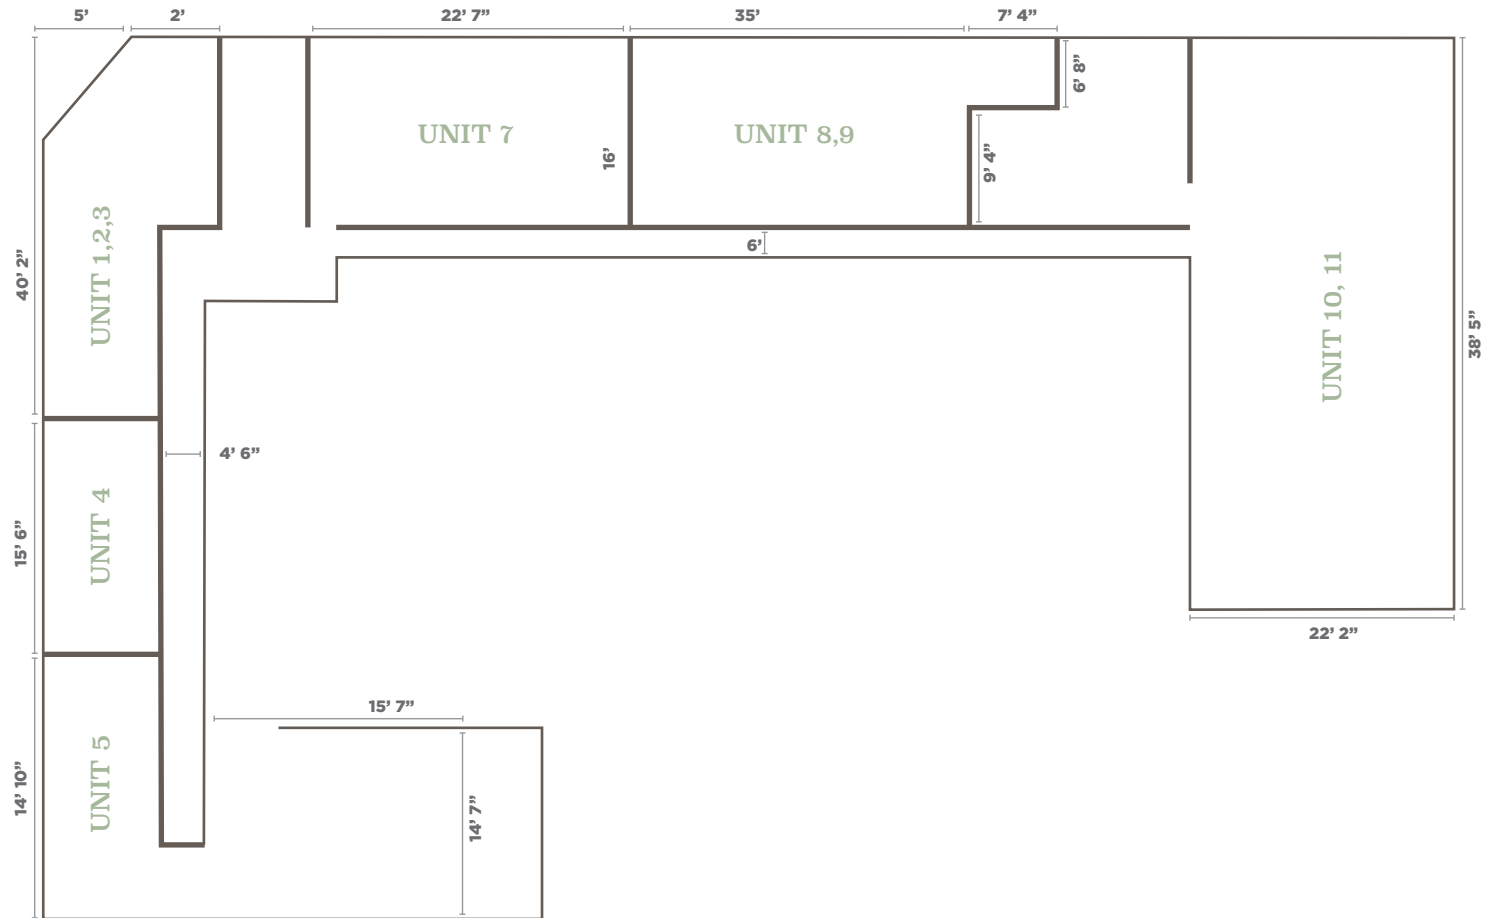 5’
2’
22’ 7”
35’
7’ 4”
6’ 8”
UNIT 7
16’
UNIT 8,9
9’ 4”
UNIT 1,2,3
40’ 2”
6’
UNIT 10, 11
38’ 5”
4’ 6”
UNIT 4
15’ 6”
22’ 2”
15’ 7”
UNIT 5
14’ 10”
14’ 7”